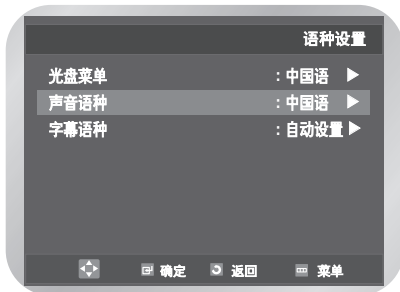 语种设置
光盘菜单 : 中国语 ▶
声音语种 : 中国语 ▶
字幕语种 : 自动设置 ▶
确定 返回 菜单